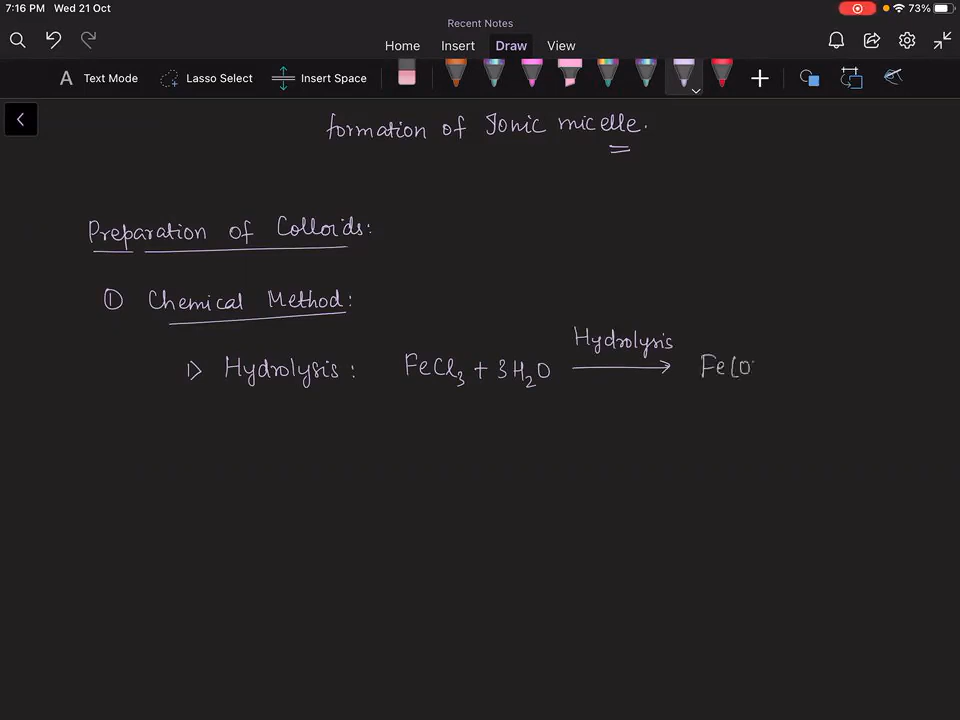 7:16 PM Wed 21 Oct 73%
Recent Notes
Home Insert Draw View
A Text Mode Lasso Select Insert Space
formation of Ionic micelle.
Preparation of Colloids:
① Chemical Method:
Hydrolysis
1> Hydrolysis: FeCl₃ + 3H₂O ⟶ Fe(O